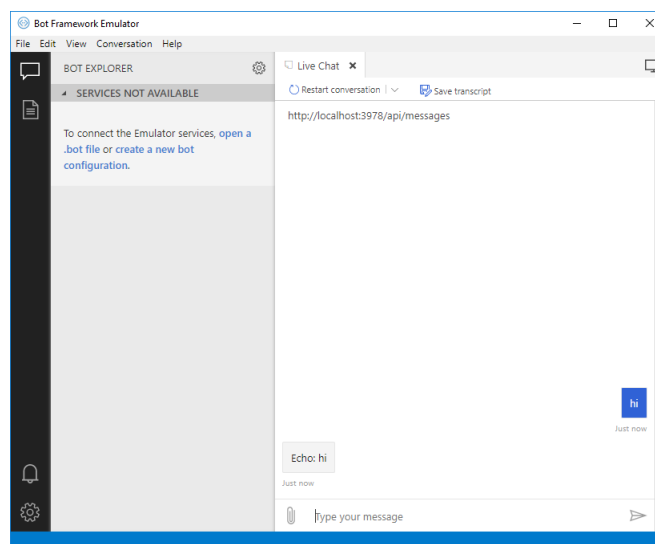 Bot Framework Emulator
File Edit View Conversation Help
BOT EXPLORER
SERVICES NOT AVAILABLE
To connect the Emulator services, open a
.bot file or create a new bot
configuration.
Live Chat
Restart conversation
Save transcript
http://localhost:3978/api/messages
hi
Just now
Echo: hi
Just now
Type your message